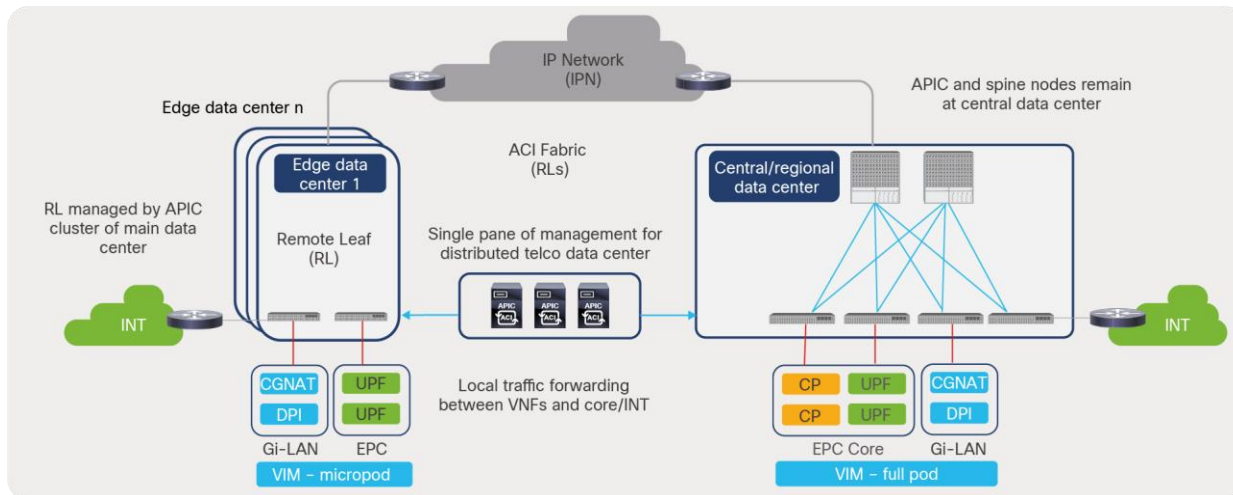 IP Network
(IPN)
APIC and spine nodes remain
at central data center
Edge data center n
ACI Fabric
(RLs)
Edge data
center 1
Central/regional
data center
RL managed by APIC
cluster of main data
center
Remote Leaf
(RL)
Single pane of management for
distributed telco data center
APIC
ACI
APIC
ACI
APIC
ACI
INT
INT
CGNAT
DPI
UPF
UPF
Local traffic forwarding
between VNFs and core/INT
CP
UPF
CP
UPF
CGNAT
DPI
Gi-LAN
EPC
EPC Core
Gi-LAN
VIM – micropod
VIM – full pod